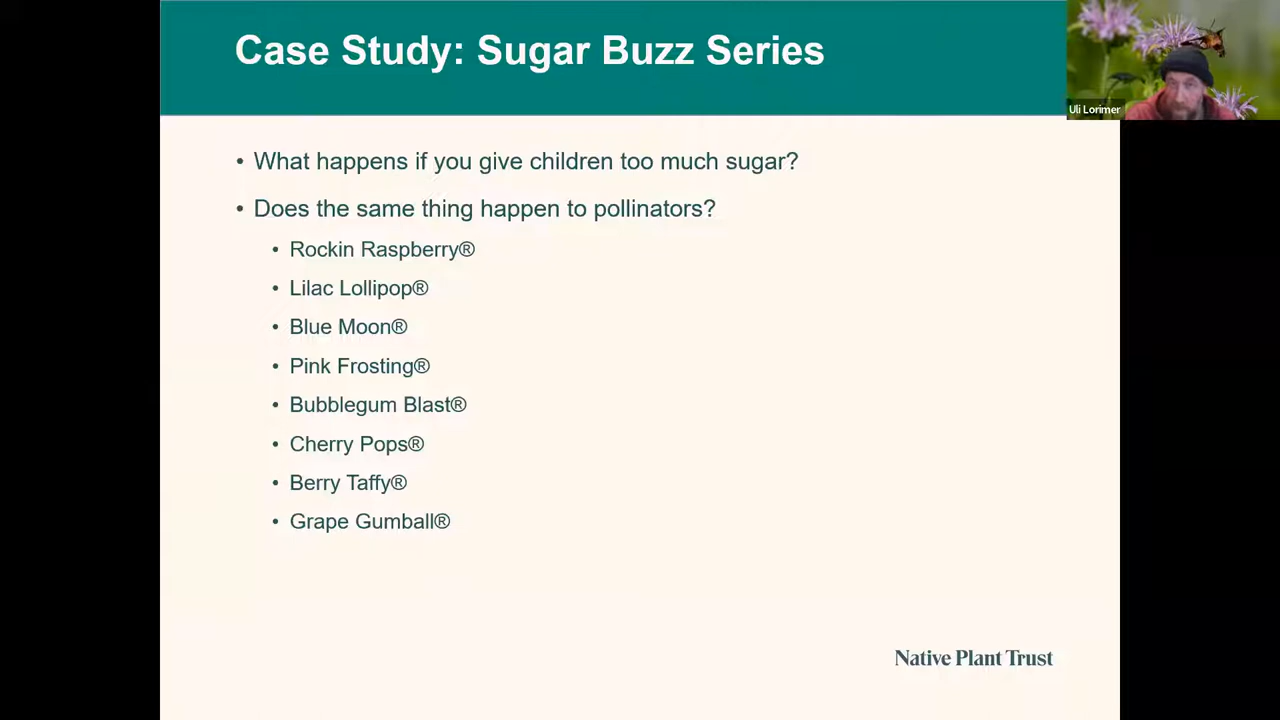 Case Study: Sugar Buzz Series
Uli Lorimer
• What happens if you give children too much sugar?
• Does the same thing happen to pollinators?
• Rockin Raspberry®
• Lilac Lollipop®
• Blue Moon®
• Pink Frosting®
• Bubblegum Blast®
• Cherry Pops®
• Berry Taffy®
• Grape Gumball®
Native Plant Trust